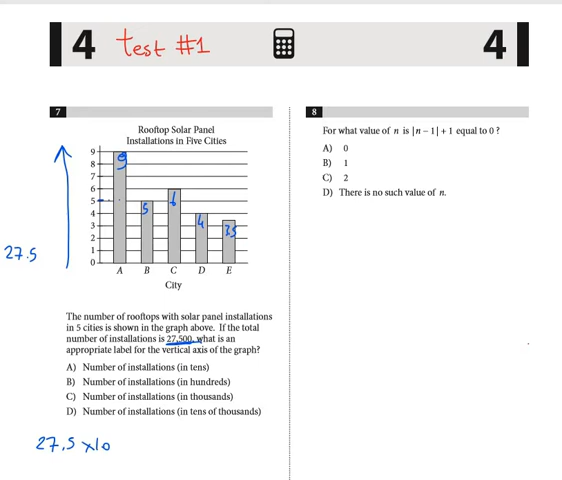 4 test #1 4
7
Rooftop Solar Panel
Installations in Five Cities
9
8
7
6
5
4
3
2
1
0
9
5
6
4
3.5
A B C D E
City
27.5
The number of rooftops with solar panel installations
in 5 cities is shown in the graph above. If the total
number of installations is 27,500, what is an
appropriate label for the vertical axis of the graph?
A) Number of installations (in tens)
B) Number of installations (in hundreds)
C) Number of installations (in thousands)
D) Number of installations (in tens of thousands)
27.5 x10
8
For what value of n is |n − 1| + 1 equal to 0 ?
A) 0
B) 1
C) 2
D) There is no such value of n.